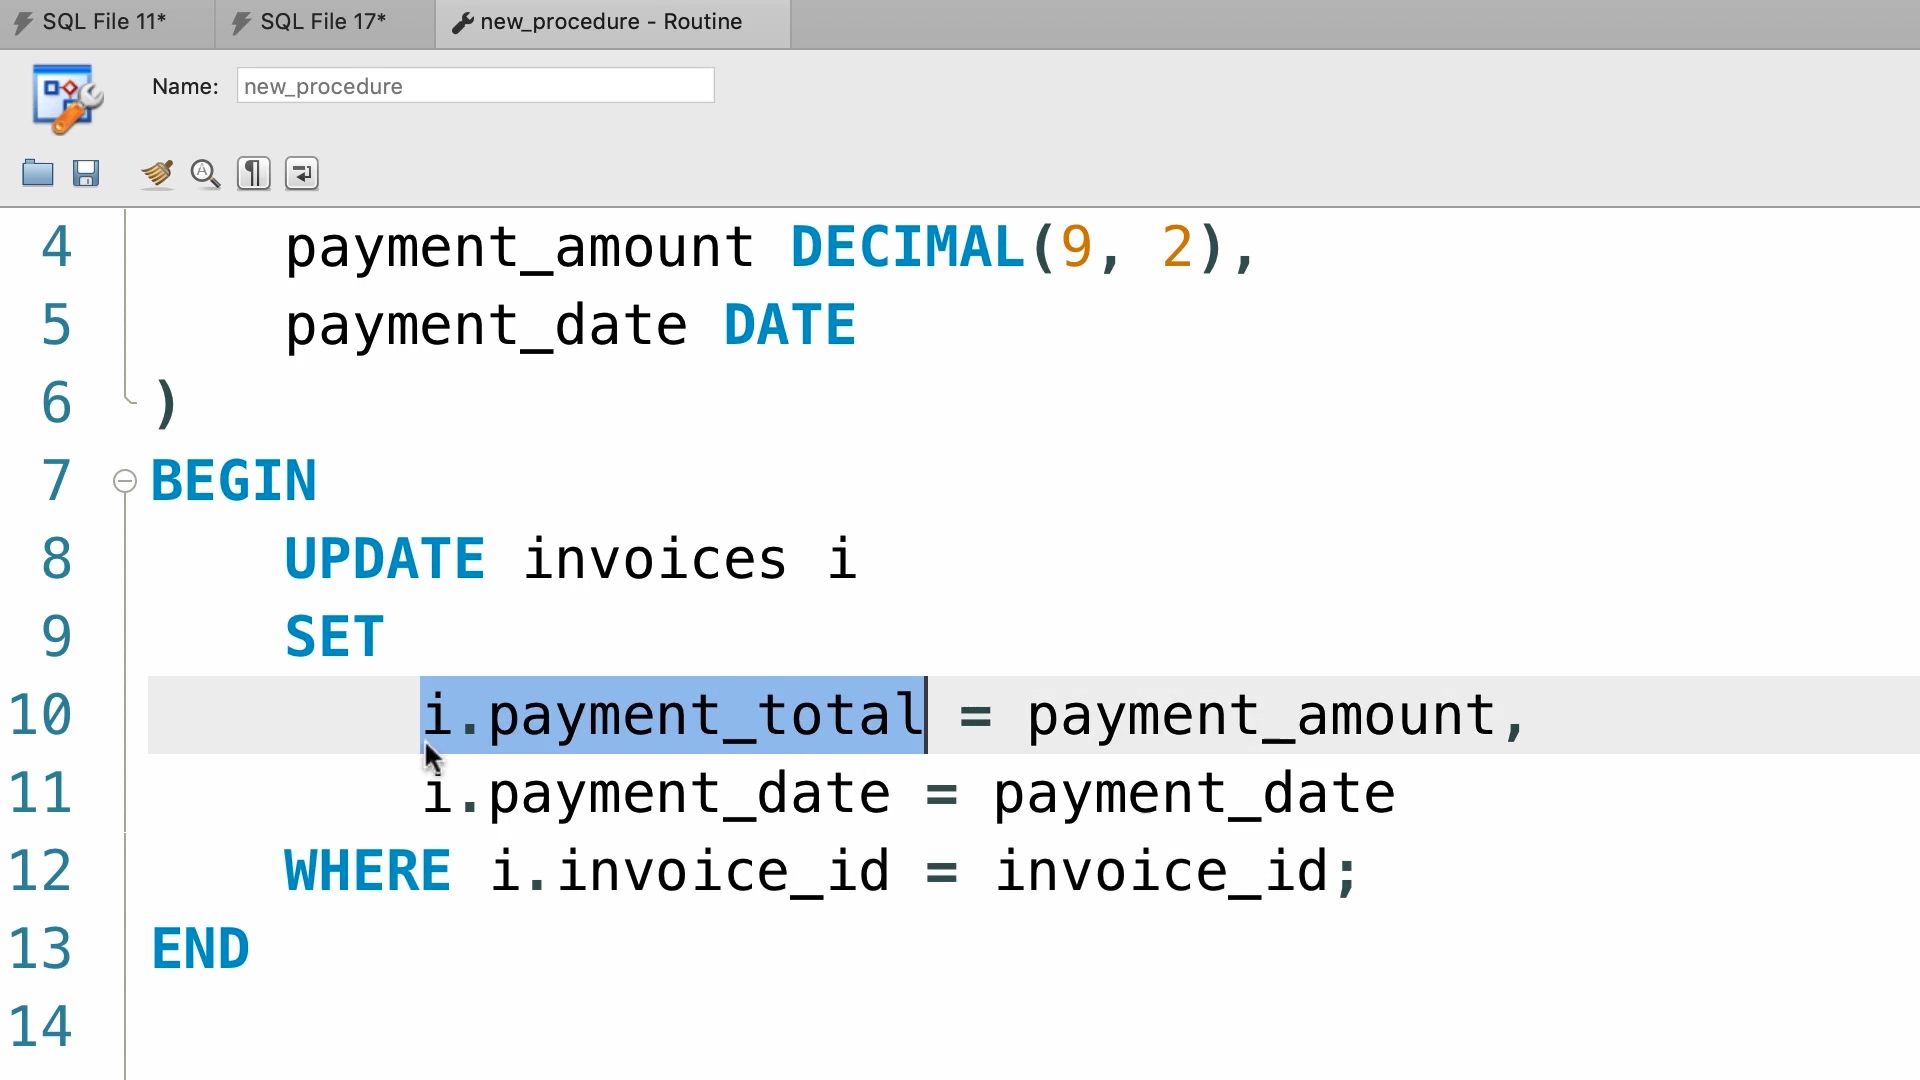 SQL File 11* SQL File 17* new_procedure - Routine
Name: new_procedure
4 payment_amount DECIMAL(9, 2),
5 payment_date DATE
6 )
7 BEGIN
8 UPDATE invoices i
9 SET
10 i.payment_total = payment_amount,
11 i.payment_date = payment_date
12 WHERE i.invoice_id = invoice_id;
13 END
14